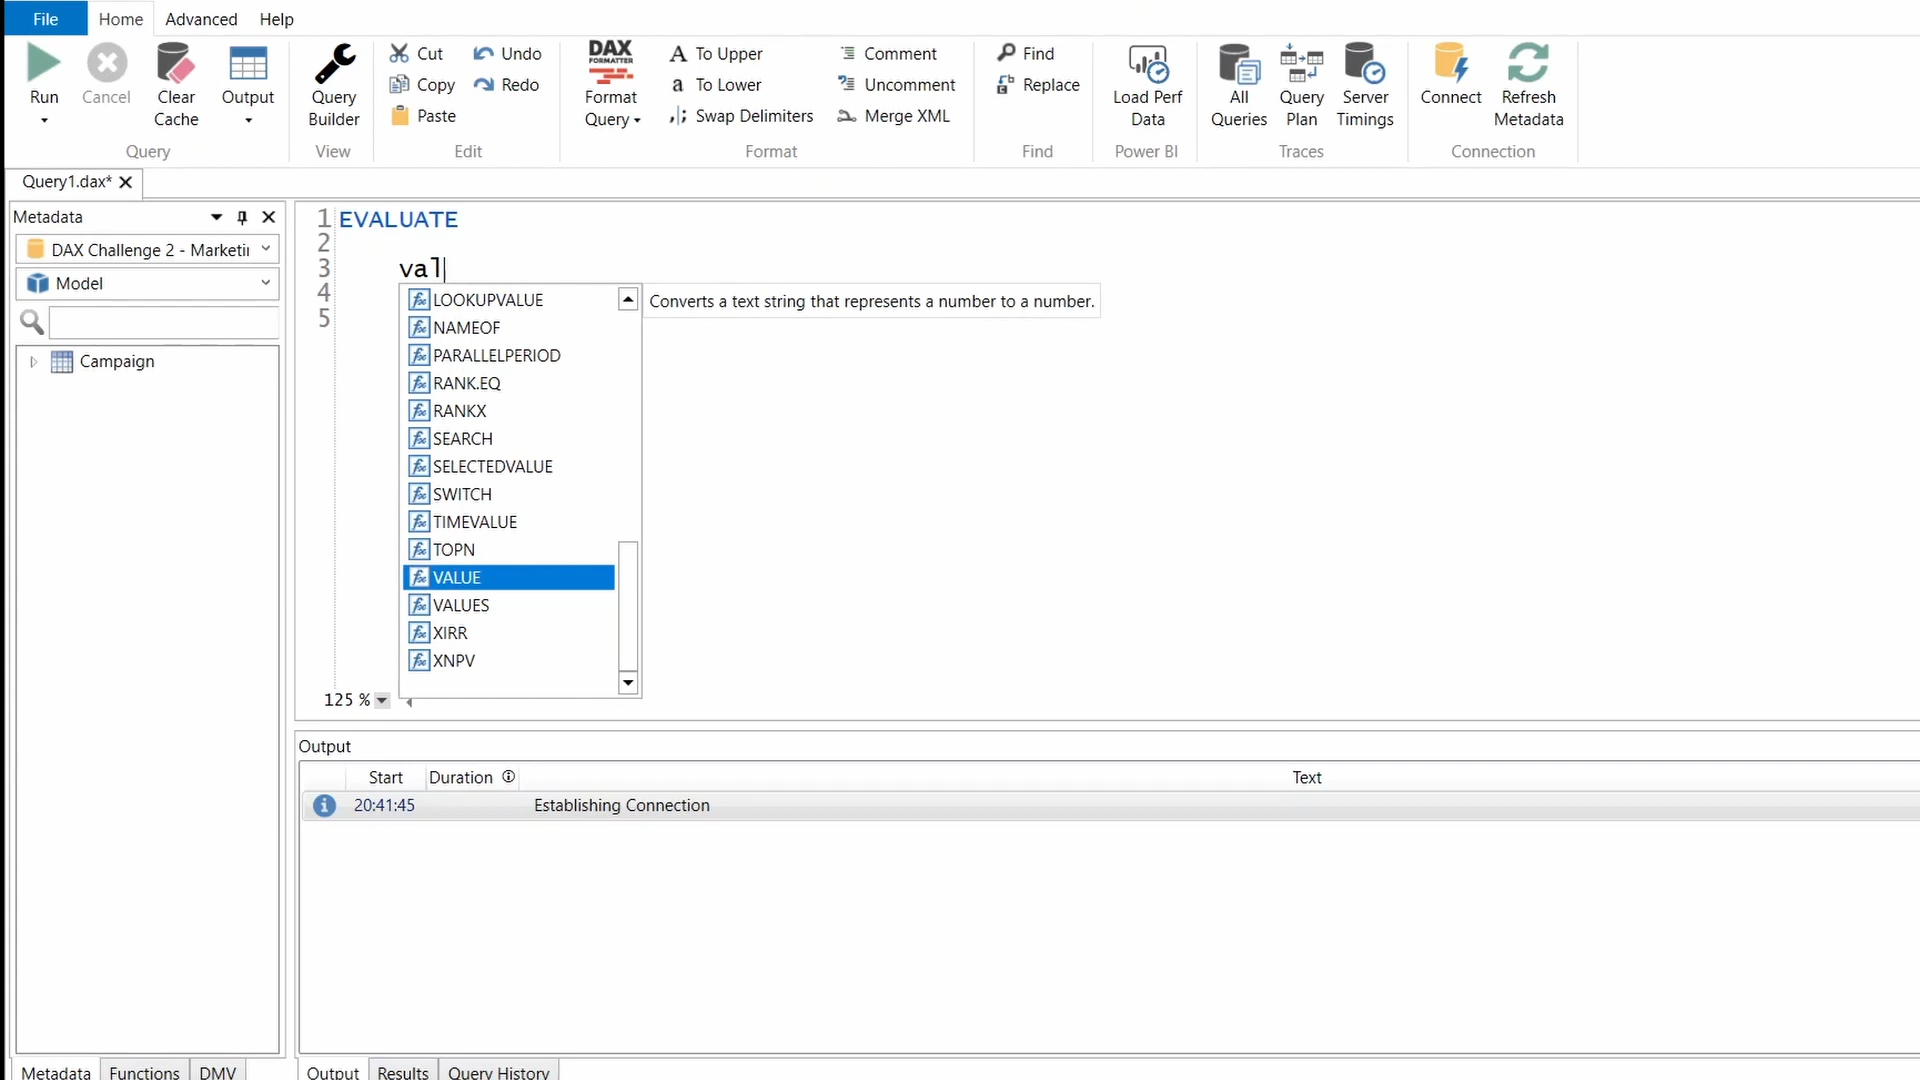 File Home Advanced Help
Run Cancel Clear Cache Output
Query
Query Builder
View
Cut Undo
Copy Redo
Paste
Edit
DAX FORMATTER
Format Query
To Upper Comment
To Lower Uncomment
Swap Delimiters Merge XML
Format
Find
Replace
Find
Load Perf Data
Power BI
All Queries Query Plan Server Timings
Traces
Connect Refresh Metadata
Connection
Query1.dax*
Metadata
DAX Challenge 2 - Marketin
Model
Campaign
1 EVALUATE
2
3 val
4
5
LOOKUPVALUE
NAMEOF
PARALLELPERIOD
RANK.EQ
RANKX
SEARCH
SELECTEDVALUE
SWITCH
TIMEVALUE
TOPN
VALUE
VALUES
XIRR
XNPV
Converts a text string that represents a number to a number.
125 %
Output
Start Duration Text
20:41:45 Establishing Connection
Metadata Functions DMV Output Results Query History